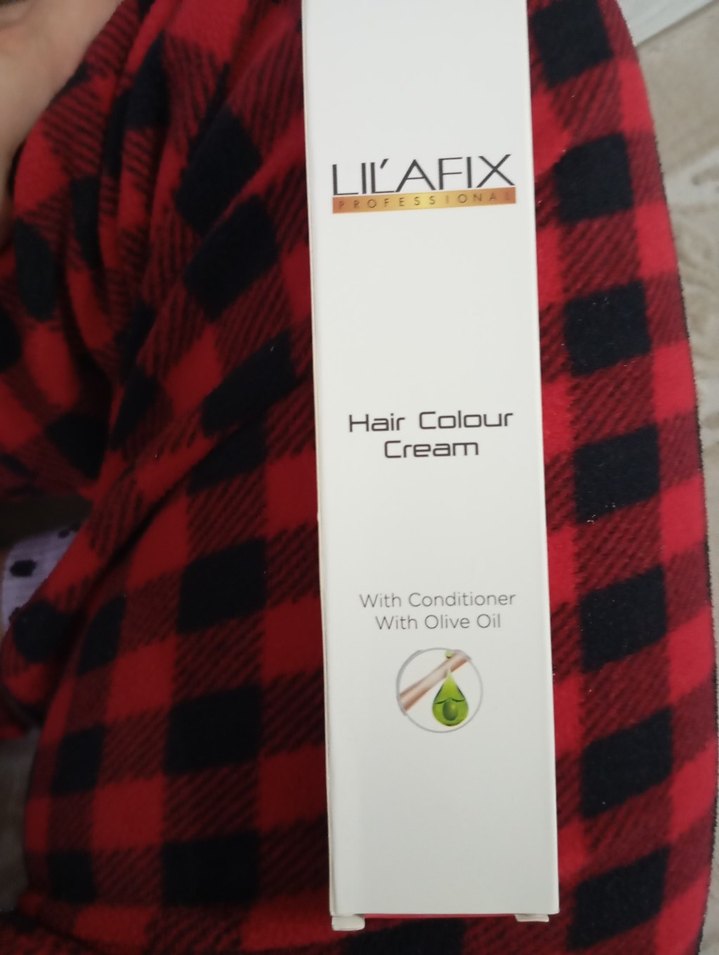 LIL'AFIX
PROFESSIONAL
Hair Colour
Cream
With Conditioner
With Olive Oil